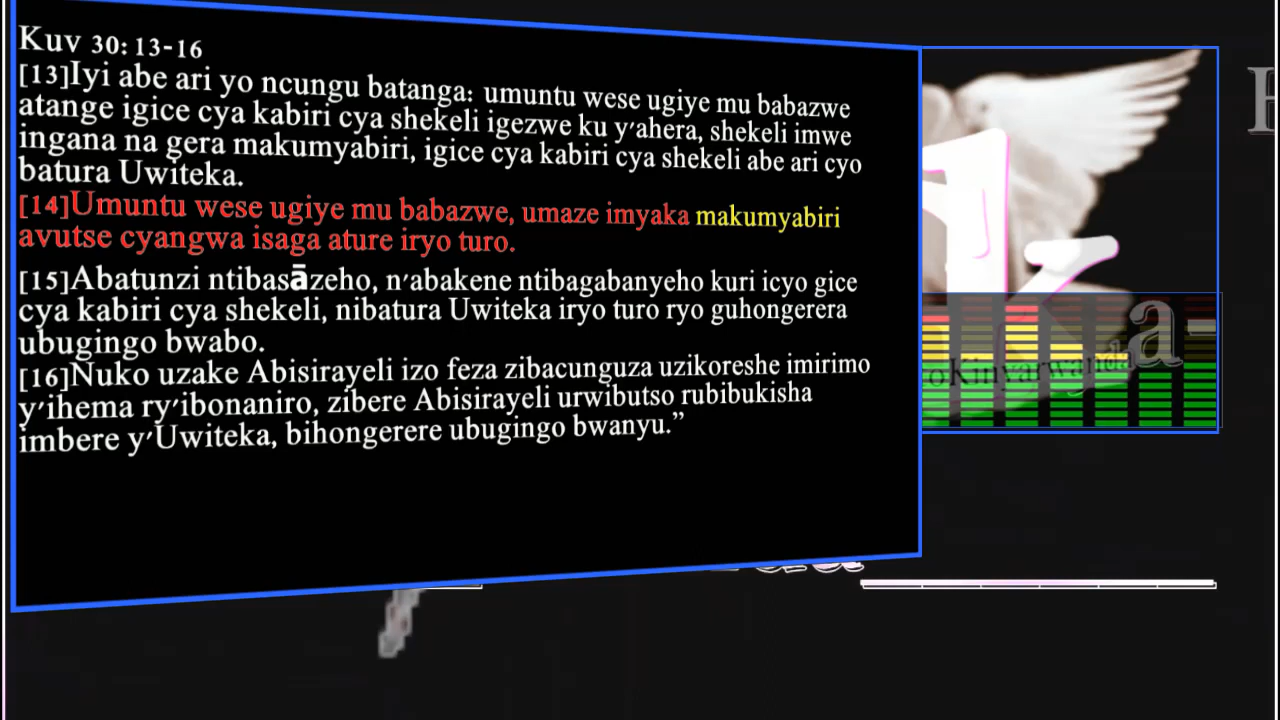 Kuv 30: 13-16
[13]Iyi abe ari yo ncungu batanga: umuntu wese ugiye mu babazwe
atange igice cya kabiri cya shekeli igezwe ku y'ahera, shekeli imwe
ingana na gera makumyabiri, igice cya kabiri cya shekeli abe ari cyo
batura Uwiteka.
[14]Umuntu wese ugiye mu babazwe, umaze imyaka makumyabiri
avutse cyangwa isaga ature iryo turo.
[15]Abatunzi ntibasāzeho, n'abakene ntibagabanyeho kuri icyo gice
cya kabiri cya shekeli, nibatura Uwiteka iryo turo ryo guhongerera
ubugingo bwabo.
[16]Nuko uzake Abisirayeli izo feza zibacunguza uzikoreshe imirimo
y'ihema ry'ibonaniro, zibere Abisirayeli urwibutso rubibukisha
imbere y'Uwiteka, bihongerere ubugingo bwanyu.”
a-